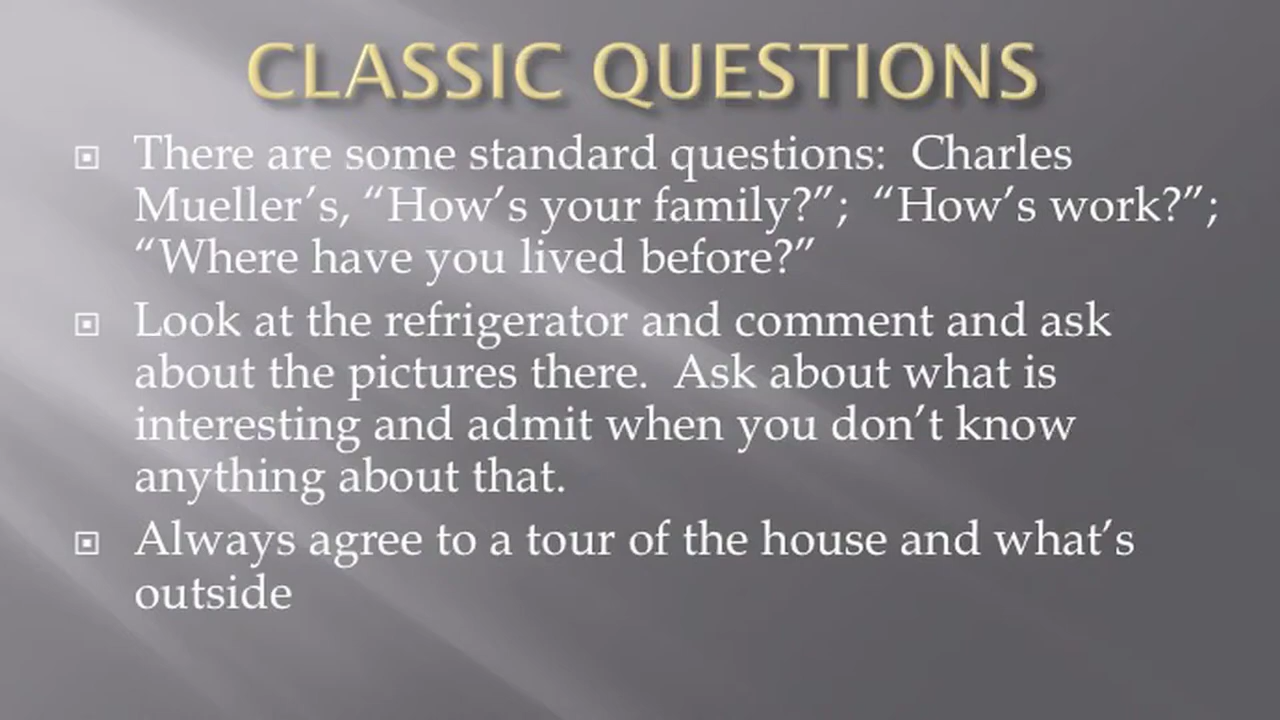 CLASSIC QUESTIONS
There are some standard questions:  Charles
Mueller’s, “How’s your family?”;  “How’s work?”;
“Where have you lived before?”
Look at the refrigerator and comment and ask
about the pictures there.  Ask about what is
interesting and admit when you don’t know
anything about that.
Always agree to a tour of the house and what’s
outside